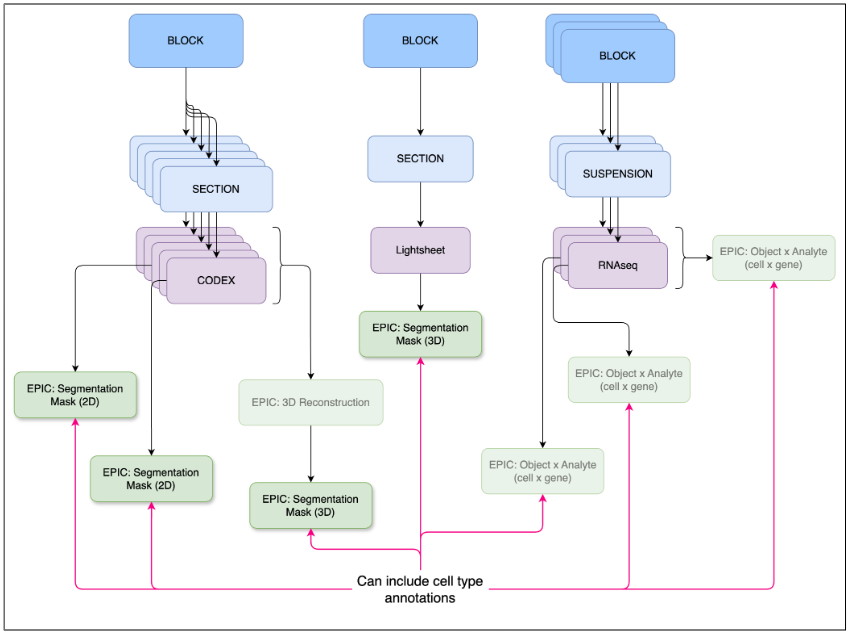 BLOCK
BLOCK
BLOCK
SECTION
SECTION
SUSPENSION
CODEX
Lightsheet
RNAseq
EPIC: Object x Analyte
(cell x gene)
EPIC: Segmentation
Mask (3D)
EPIC: Segmentation
Mask (2D)
EPIC: 3D Reconstruction
EPIC: Object x Analyte
(cell x gene)
EPIC: Segmentation
Mask (2D)
EPIC: Segmentation
Mask (3D)
EPIC: Object x Analyte
(cell x gene)
Can include cell type
annotations